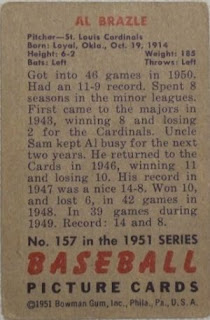 AL BRAZLE
Pitcher—St. Louis Cardinals
Born: Loyal, Okla., Oct. 19, 1914
Height: 6-2 Weight: 185
Bats: Left Throws: Left
Got into 46 games in 1950.
Had an 11-9 record. Spent 8
seasons in the minor leagues.
First came to the majors in
1943, winning 8 and losing
2 for the Cardinals. Uncle
Sam kept Al busy for the next
two years. He returned to the
Cards in 1946, winning 11
and losing 10. His record in
1947 was a nice 14-8. Won 10,
and lost 6, in 42 games in
1948. In 39 games during
1949. Record: 14 and 8.
No. 157 in the 1951 SERIES
BASEBALL
PICTURE CARDS
©1951 Bowman Gum, Inc., Phila., Pa., U. S. A.